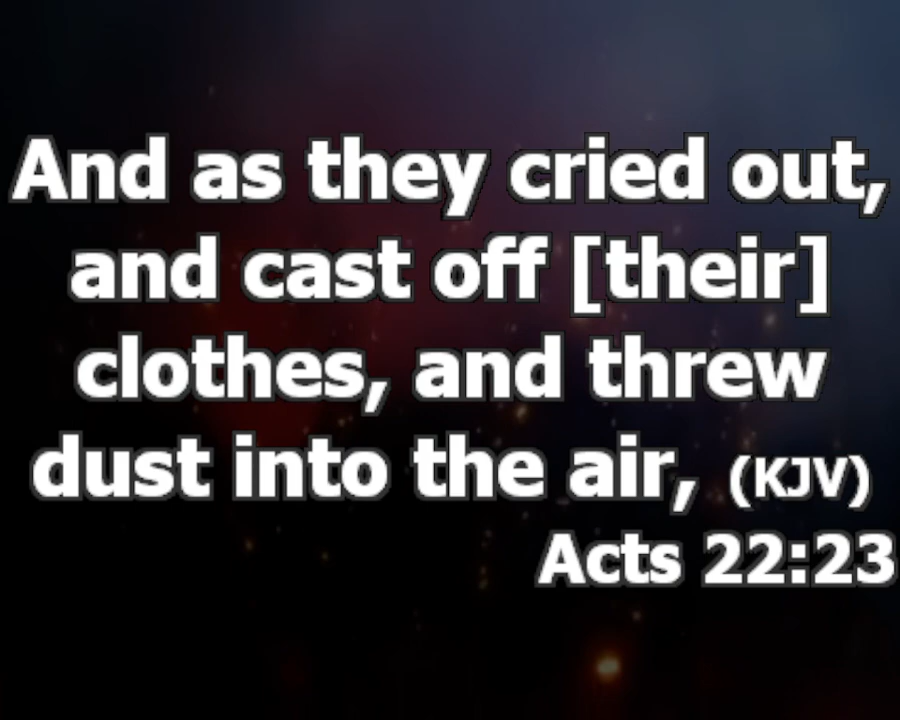 And as they cried out,
and cast off [their]
clothes, and threw
dust into the air, (KJV)
Acts 22:23